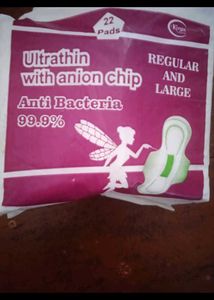 22
Pads
Ultrathin
with anion chip
Anti Bacteria
99.9%
REGULAR
AND
LARGE